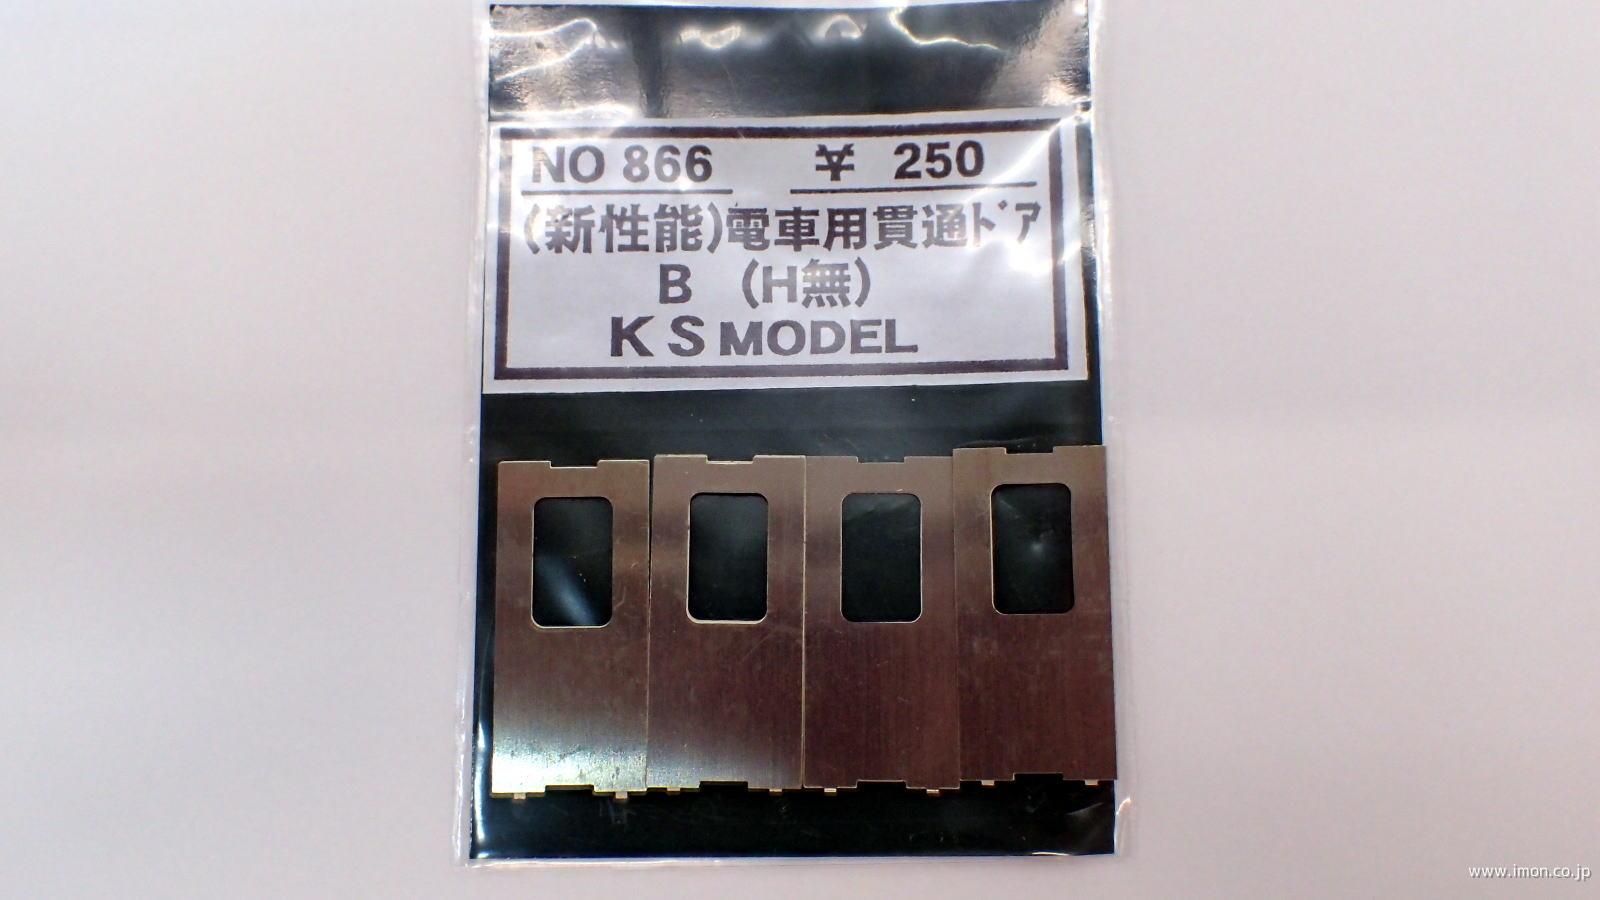 NO 866 ¥ 250
(新性能)電車用貫通ﾄﾞｱ
B (H無)
KS MODEL
www.imon.co.jp